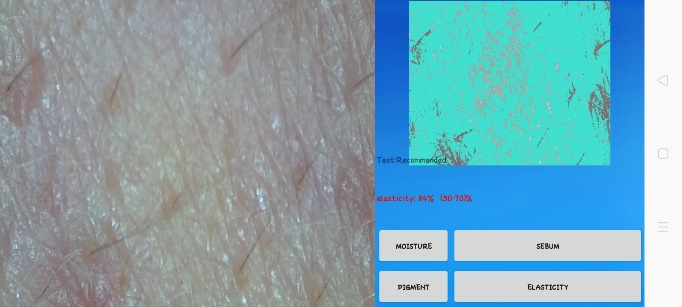 Test:Recommended
elasticity: 84% (30-70)%
MOISTURE
SEBUM
PIGMENT
ELASTICITY